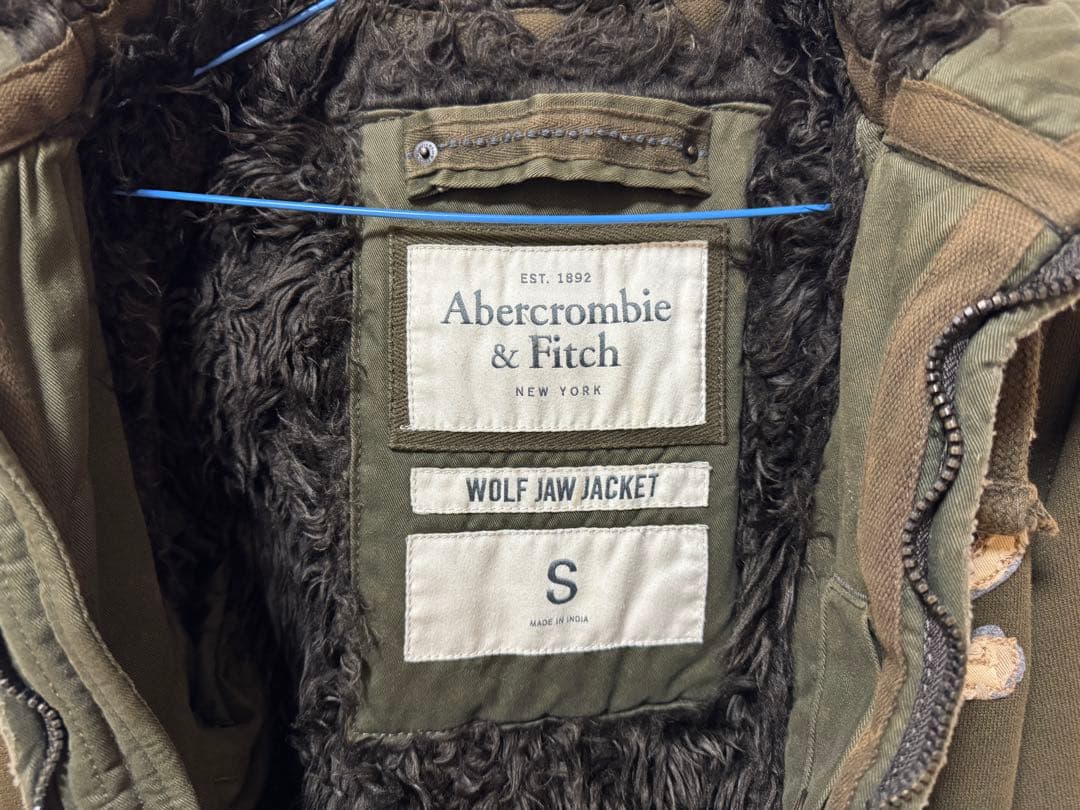 EST. 1892
Abercrombie
& Fitch
NEW YORK
WOLF JAW JACKET
S
MADE IN INDIA